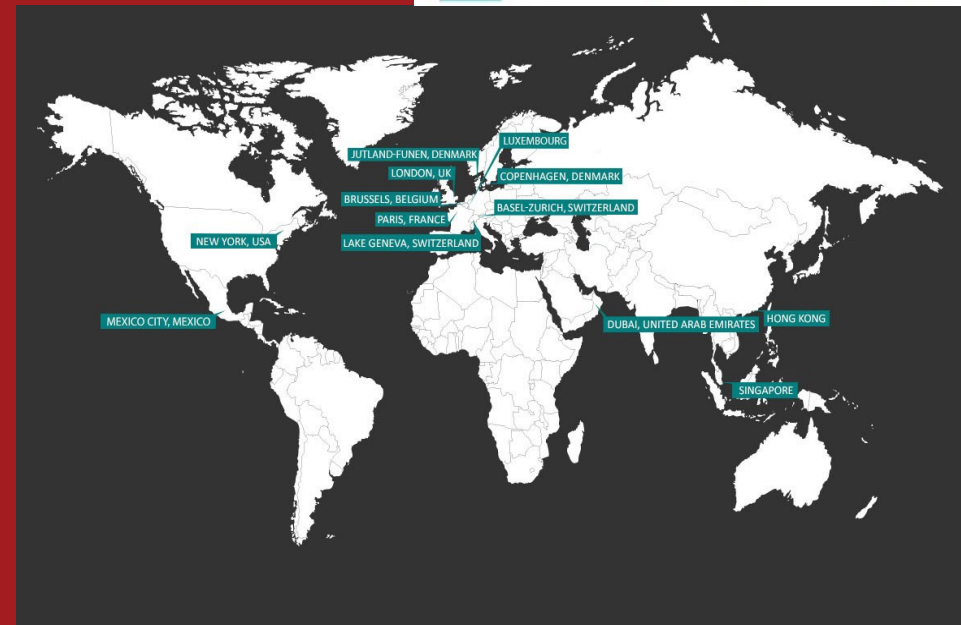 LUXEMBOURG
JUTLAND-FUNEN, DENMARK
LONDON, UK
COPENHAGEN, DENMARK
BRUSSELS, BELGIUM
BASEL-ZURICH, SWITZERLAND
PARIS, FRANCE
NEW YORK, USA
LAKE GENEVA, SWITZERLAND
MEXICO CITY, MEXICO
DUBAI, UNITED ARAB EMIRATES
HONG KONG
SINGAPORE